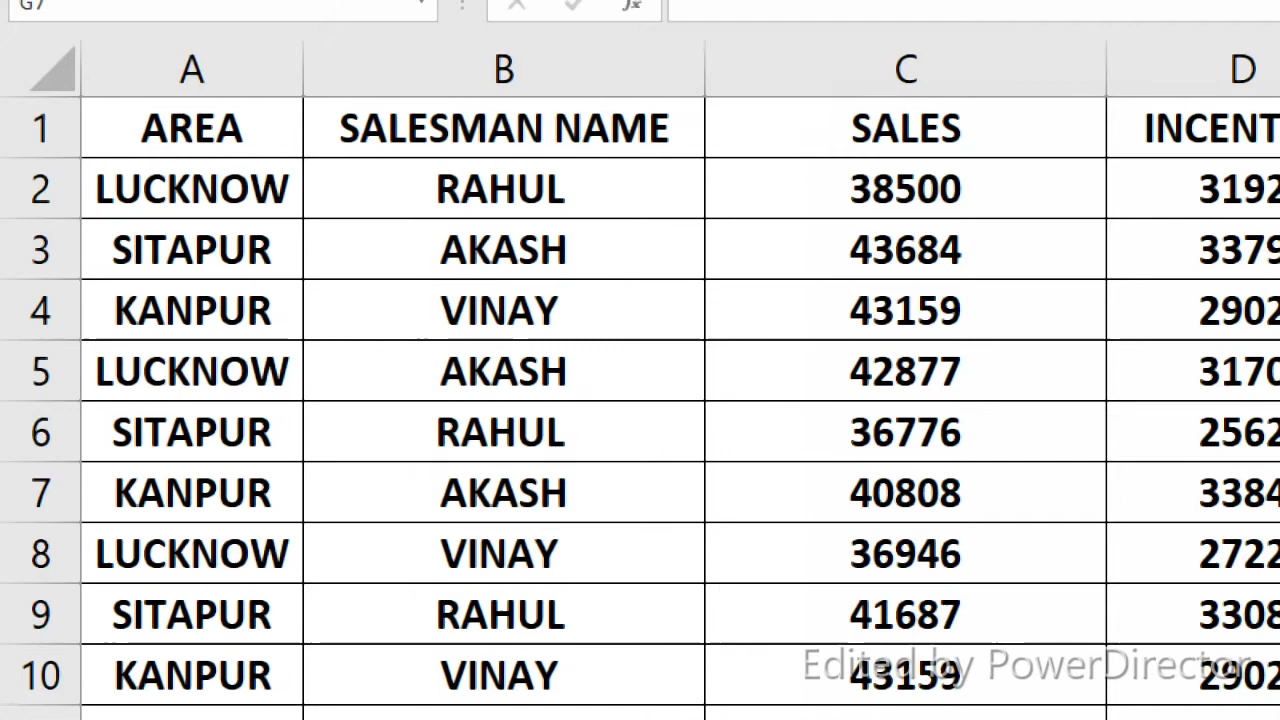 G7
A B C D
1 AREA SALESMAN NAME SALES INCENT
2 LUCKNOW RAHUL 38500 3192
3 SITAPUR AKASH 43684 3379
4 KANPUR VINAY 43159 2902
5 LUCKNOW AKASH 42877 3170
6 SITAPUR RAHUL 36776 2562
7 KANPUR AKASH 40808 3384
8 LUCKNOW VINAY 36946 2722
9 SITAPUR RAHUL 41687 3308
10 KANPUR VINAY 43159 2902
Edited by PowerDirector